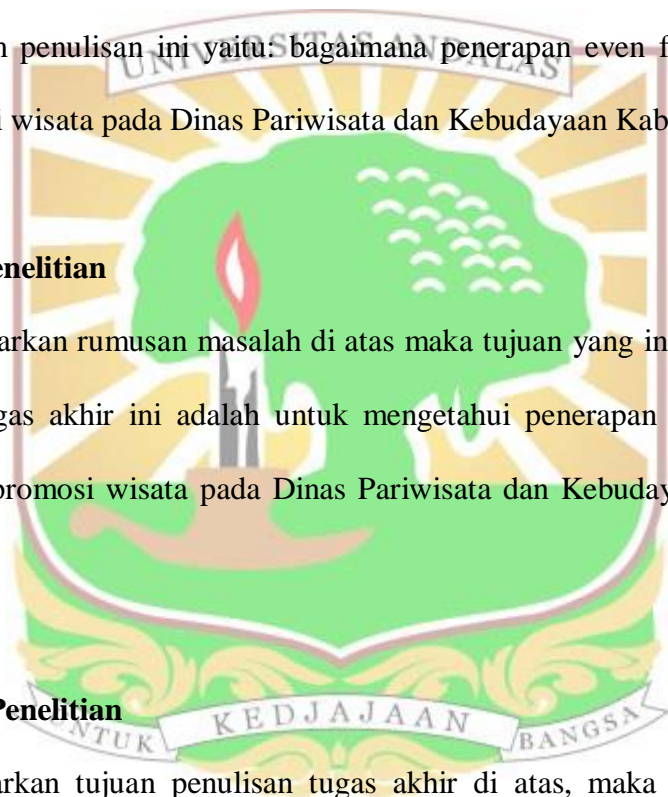 n penulisan ini yaitu: bagaimana penerapan even f
UNIVERSITAS ANDALAS
i wisata pada Dinas Pariwisata dan Kebudayaan Kab
enelitian
arkan rumusan masalah di atas maka tujuan yang in
gas akhir ini adalah untuk mengetahui penerapan
promosi wisata pada Dinas Pariwisata dan Kebuday
Penelitian
UNTUK KEDJAJAAN BANGSA
arkan tujuan penulisan tugas akhir di atas, maka